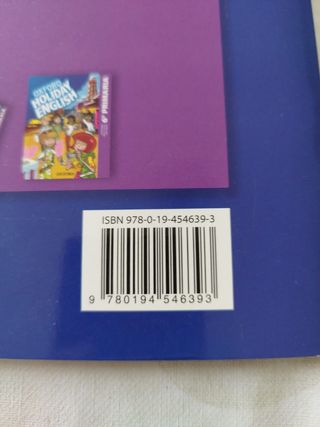 OXFORD
HOLIDAY
ENGLISH
6º PRIMARIA
ISBN 978-0-19-454639-3
9 780194 546393